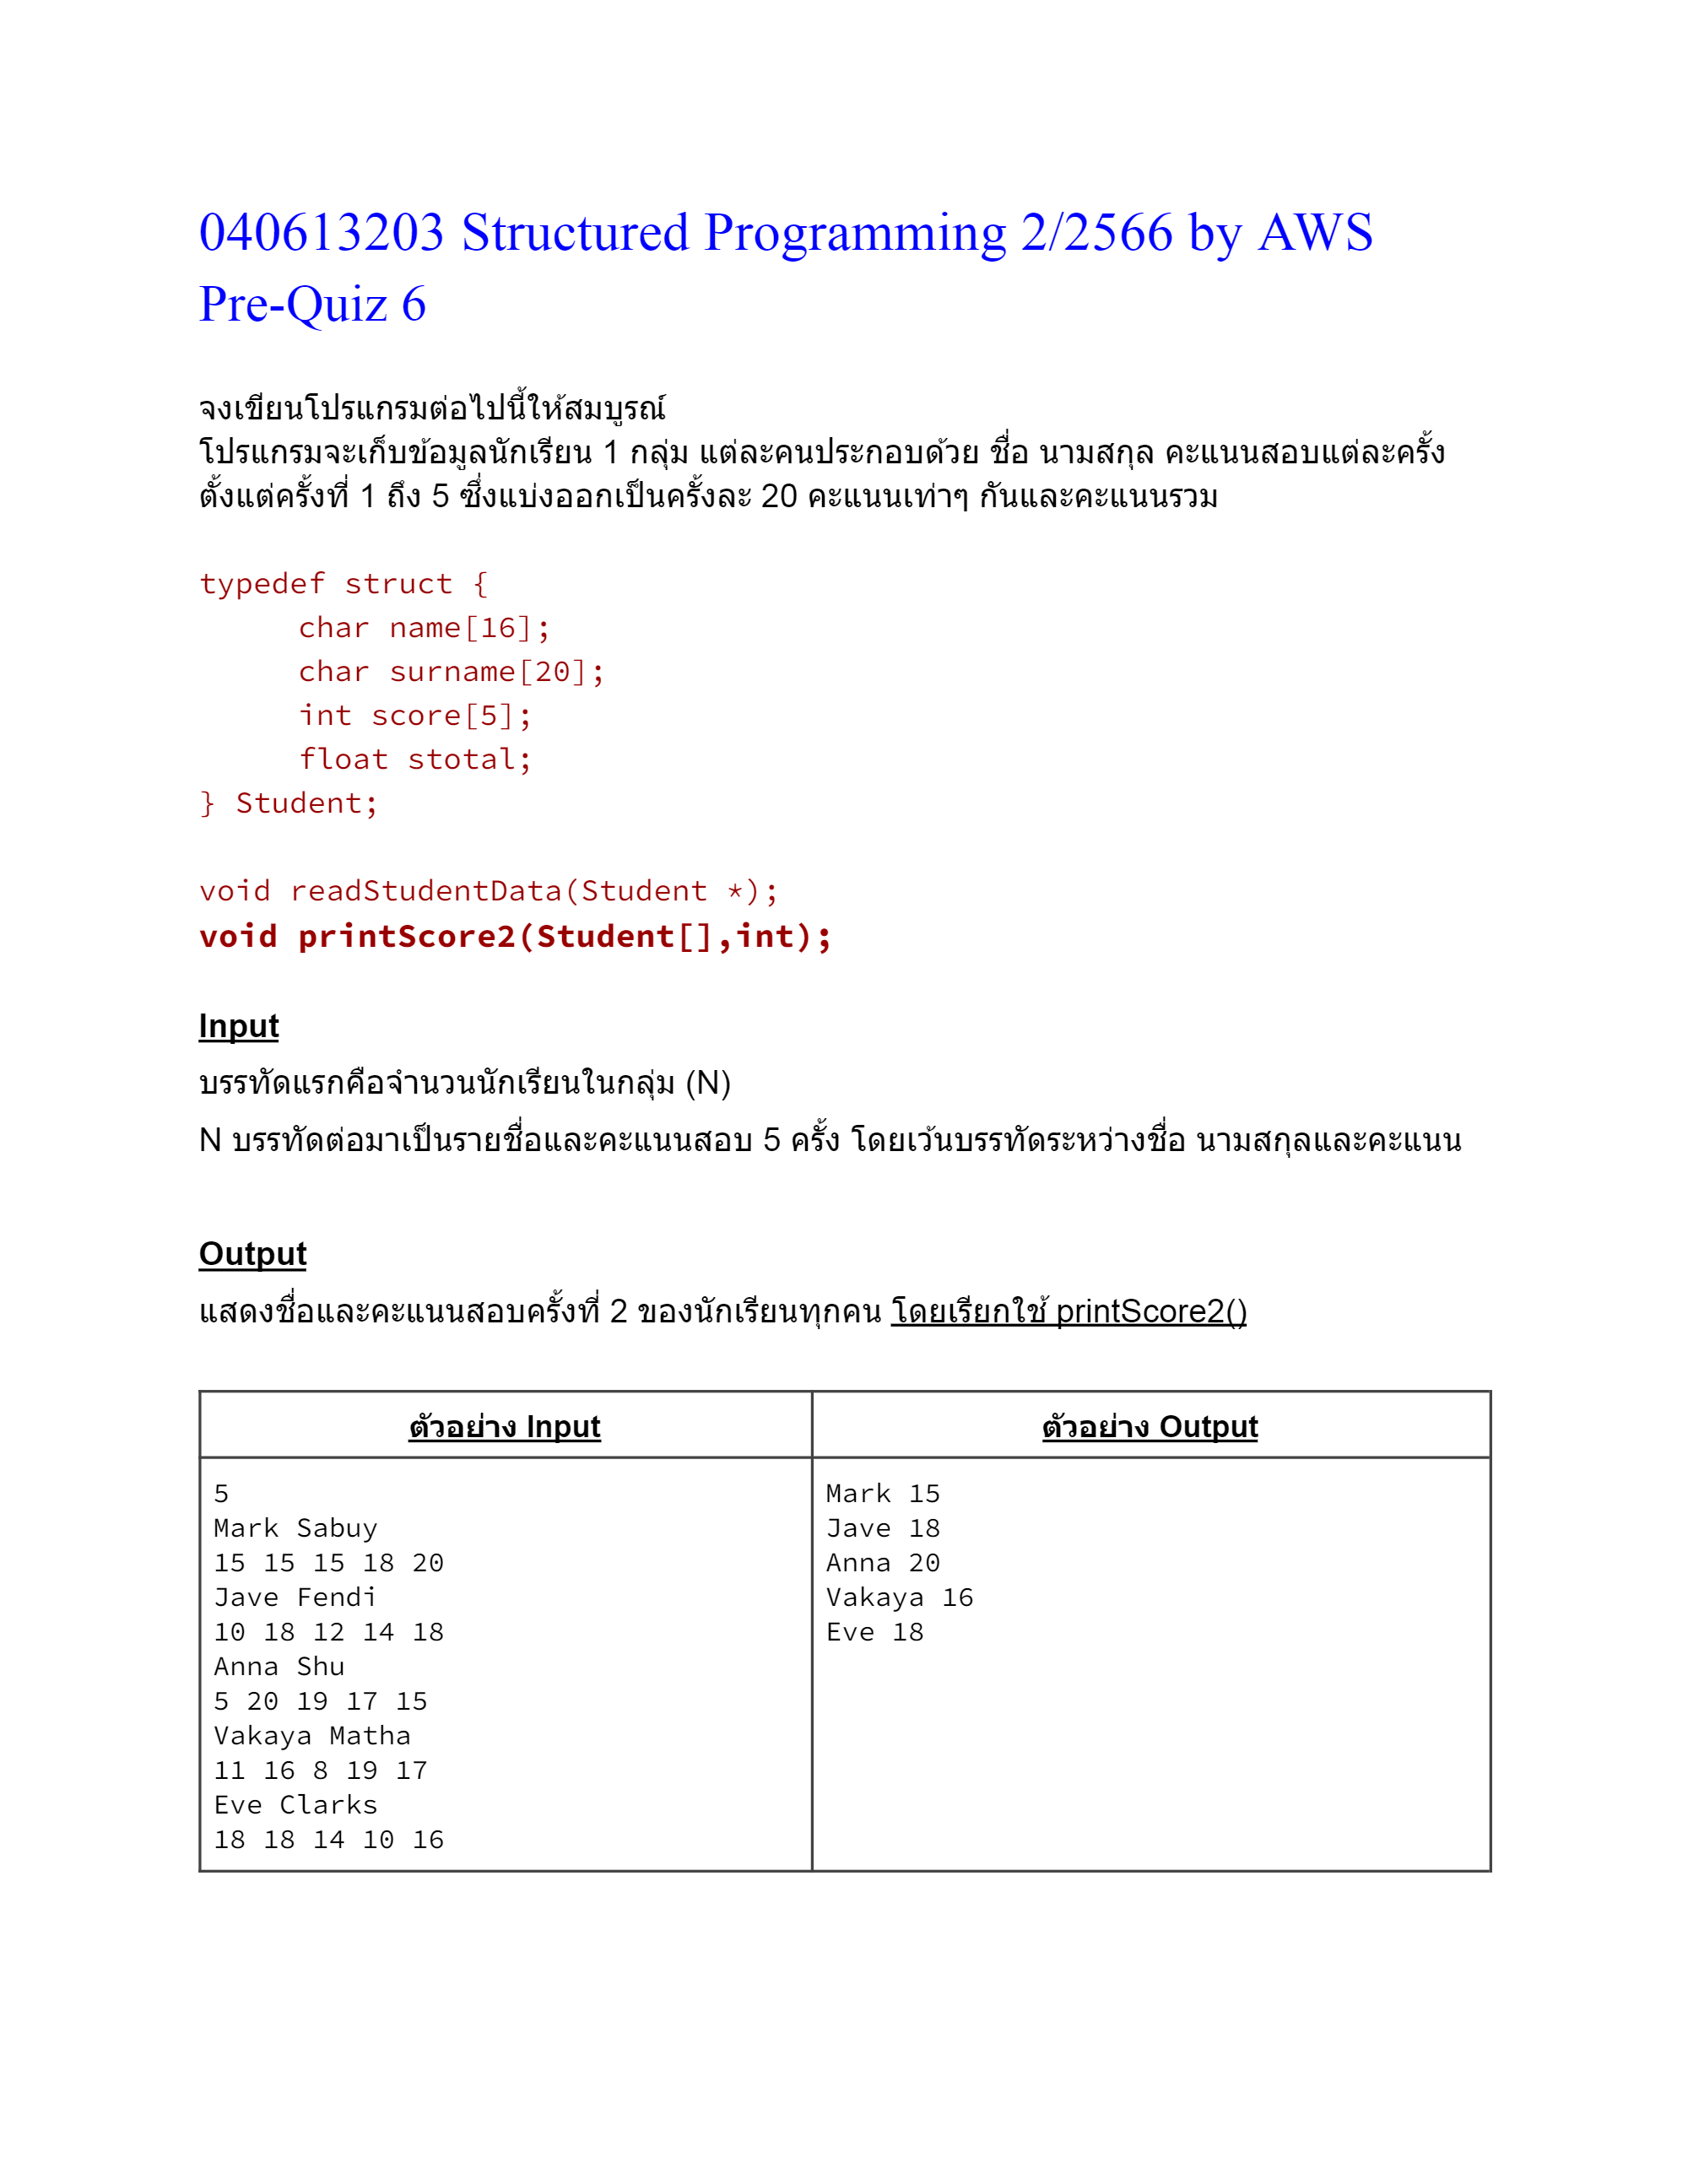 040613203 Structured Programming 2/2566 by AWS
Pre-Quiz 6
จงเขียนโปรแกรมต่อไปนี้ให้สมบูรณ์
โปรแกรมจะเก็บข้อมูลนักเรียน 1 กลุ่ม แต่ละคนประกอบด้วย ชื่อ นามสกุล คะแนนสอบแต่ละครั้ง
ตั้งแต่ครั้งที่ 1 ถึง 5 ซึ่งแบ่งออกเป็นครั้งละ 20 คะแนนเท่าๆ กันและคะแนนรวม
typedef struct {
char name[16];
char surname[20];
int score[5];
float stotal;
} Student;
void readStudentData(Student *);
void printScore2(Student[],int);
Input
บรรทัดแรกคือจำนวนนักเรียนในกลุ่ม (N)
N บรรทัดต่อมาเป็นรายชื่อและคะแนนสอบ 5 ครั้ง โดยเว้นบรรทัดระหว่างชื่อ นามสกุลและคะแนน
Output
แสดงชื่อและคะแนนสอบครั้งที่ 2 ของนักเรียนทุกคน โดยเรียกใช้ printScore2()
ตัวอย่าง Input
ตัวอย่าง Output
5
Mark Sabuy
15 15 15 18 20
Jave Fendi
10 18 12 14 18
Anna Shu
5 20 19 17 15
Vakaya Matha
11 16 8 19 17
Eve Clarks
18 18 14 10 16
Mark 15
Jave 18
Anna 20
Vakaya 16
Eve 18